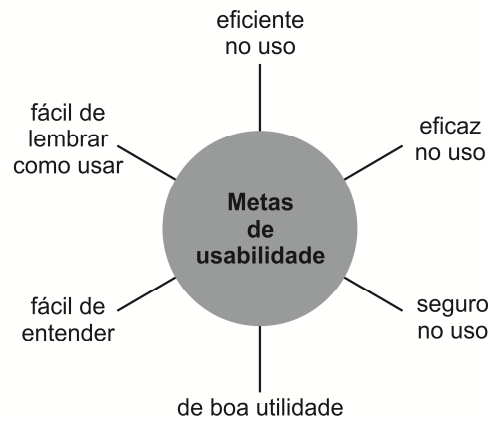 eficiente
no uso
fácil de
lembrar
como usar
eficaz
no uso
Metas
de
usabilidade
fácil de
entender
seguro
no uso
de boa utilidade